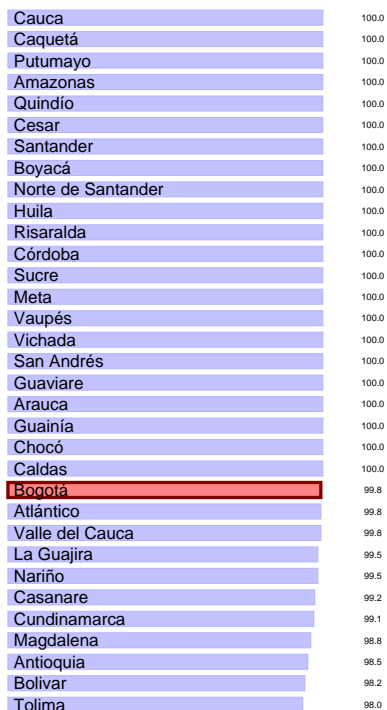 Cauca 100.0
Caquetá 100.0
Putumayo 100.0
Amazonas 100.0
Quindío 100.0
Cesar 100.0
Santander 100.0
Boyacá 100.0
Norte de Santander 100.0
Huila 100.0
Risaralda 100.0
Córdoba 100.0
Sucre 100.0
Meta 100.0
Vaupés 100.0
Vichada 100.0
San Andrés 100.0
Guaviare 100.0
Arauca 100.0
Guainía 100.0
Chocó 100.0
Caldas 100.0
Bogotá 99.8
Atlántico 99.8
Valle del Cauca 99.8
La Guajira 99.5
Nariño 99.5
Casanare 99.2
Cundinamarca 99.1
Magdalena 98.8
Antioquia 98.5
Bolivar 98.2
Tolima 98.0